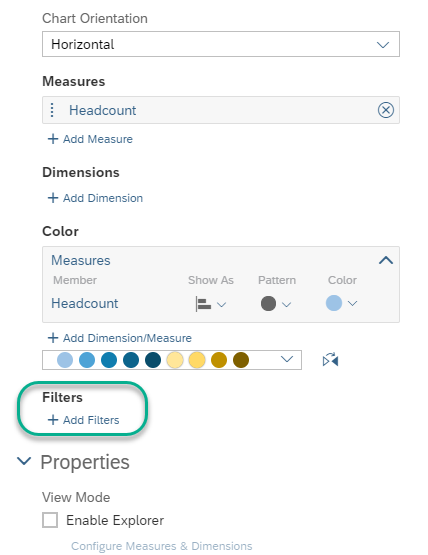 Chart Orientation
Horizontal
Measures
Headcount
+ Add Measure
Dimensions
+ Add Dimension
Color
Measures
Member Show As Pattern Color
Headcount
+ Add Dimension/Measure
Filters
+ Add Filters
Properties
View Mode
Enable Explorer
Configure Measures & Dimensions